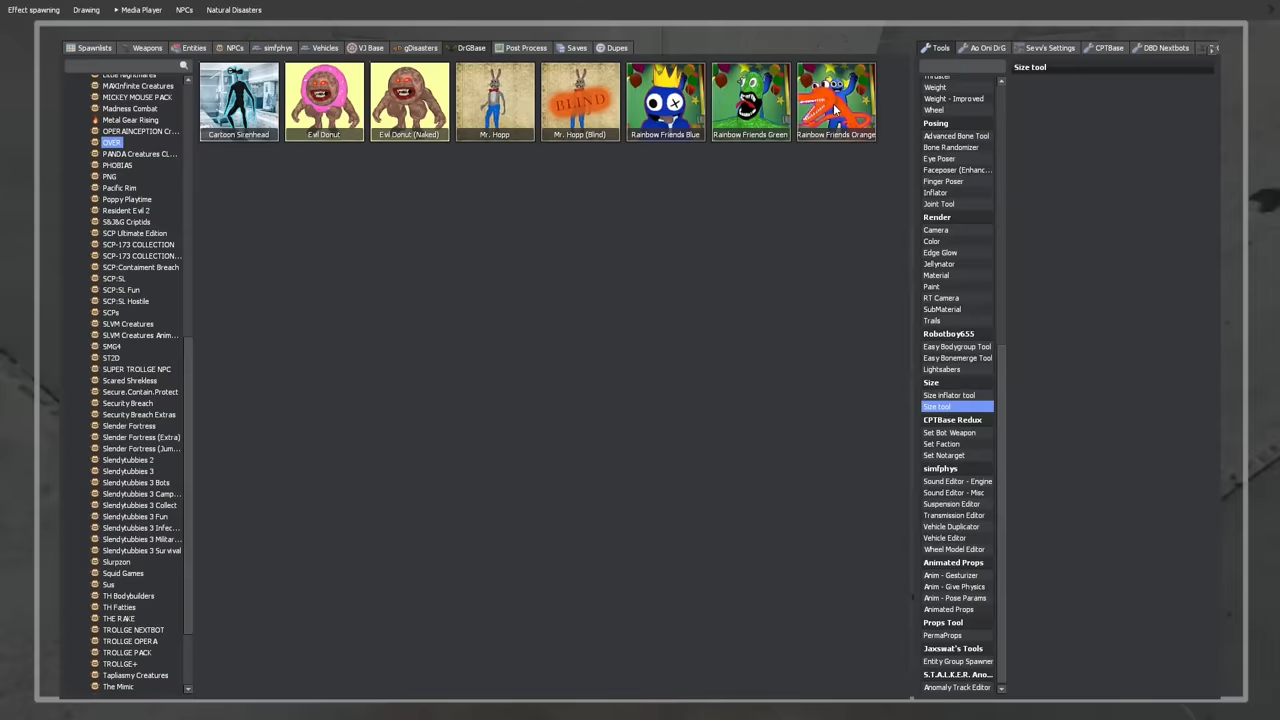 Effect spawning Drawing Media Player NPCs Natural Disasters
Spawnlists Weapons Entities NPCs simfphys Vehicles VJ Base gDisasters DrGBase Post Process Saves Dupes
Tools Ao Oni DrG Sevv's Settings CPTBase DBD Nextbots
Little Nightmares
MAXInfinite Creatures
MICKEY MOUSE PACK
Madness Combat
Metal Gear Rising
OPERAINCEPTION Cr...
OVER
PANDA Creatures CL...
PHOBIAS
PNG
Pacific Rim
Poppy Playtime
Resident Evil 2
S&J&G Criptids
SCP Ultimate Edition
SCP-173 COLLECTION
SCP-173 COLLECTION...
SCP:Contaiment Breach
SCP:SL
SCP:SL Fun
SCP:SL Hostile
SCPs
SLVM Creatures
SLVM Creatures Anim...
SMG4
ST2D
SUPER TROLLGE NPC
Scared Shrekless
Secure.Contain.Protect
Security Breach
Security Breach Extras
Slender Fortress
Slender Fortress (Extra)
Slender Fortress (Jum...
Slendytubbies 2
Slendytubbies 3
Slendytubbies 3 Bots
Slendytubbies 3 Camp...
Slendytubbies 3 Collect
Slendytubbies 3 Fun
Slendytubbies 3 Infec...
Slendytubbies 3 Militar...
Slendytubbies 3 Survival
Slurpzon
Squid Games
Sus
TH Bodybuilders
TH Fatties
THE RAKE
TROLLGE NEXTBOT
TROLLGE OPERA
TROLLGE PACK
TROLLGE+
Tapliasmy Creatures
The Mimic
BLIND
Cartoon Sirenhead Evil Donut Evil Donut (Naked) Mr. Hopp Mr. Hopp (Blind) Rainbow Friends Blue Rainbow Friends Green Rainbow Friends Orange
Thruster
Weight
Weight - Improved
Wheel
Posing
Advanced Bone Tool
Bone Randomizer
Eye Poser
Faceposer (Enhanc...
Finger Poser
Inflator
Joint Tool
Render
Camera
Color
Edge Glow
Jellynator
Material
Paint
RT Camera
SubMaterial
Trails
Robotboy655
Easy Bodygroup Tool
Easy Bonemerge Tool
Lightsabers
Size
Size inflator tool
Size tool
CPTBase Redux
Set Bot Weapon
Set Faction
Set Notarget
simfphys
Sound Editor - Engine
Sound Editor - Misc
Suspension Editor
Transmission Editor
Vehicle Duplicator
Vehicle Editor
Wheel Model Editor
Animated Props
Anim - Gesturizer
Anim - Give Physics
Anim - Pose Params
Animated Props
Props Tool
PermaProps
Jaxswat's Tools
Entity Group Spawner
S.T.A.L.K.E.R. Ano...
Anomaly Track Editor
Size tool